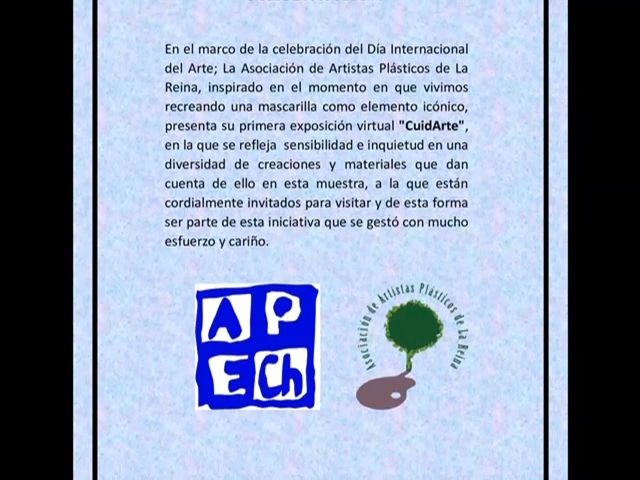 En el marco de la celebración del Día Internacional
del Arte; La Asociación de Artistas Plásticos de La
Reina, inspirado en el momento en que vivimos
recreando una mascarilla como elemento icónico,
presenta su primera exposición virtual "CuidArte",
en la que se refleja sensibilidad e inquietud en una
diversidad de creaciones y materiales que dan
cuenta de ello en esta muestra, a la que están
cordialmente invitados para visitar y de esta forma
ser parte de esta iniciativa que se gestó con mucho
esfuerzo y cariño.
A P
E Ch
Asociación de Artistas Plásticos de La Reina